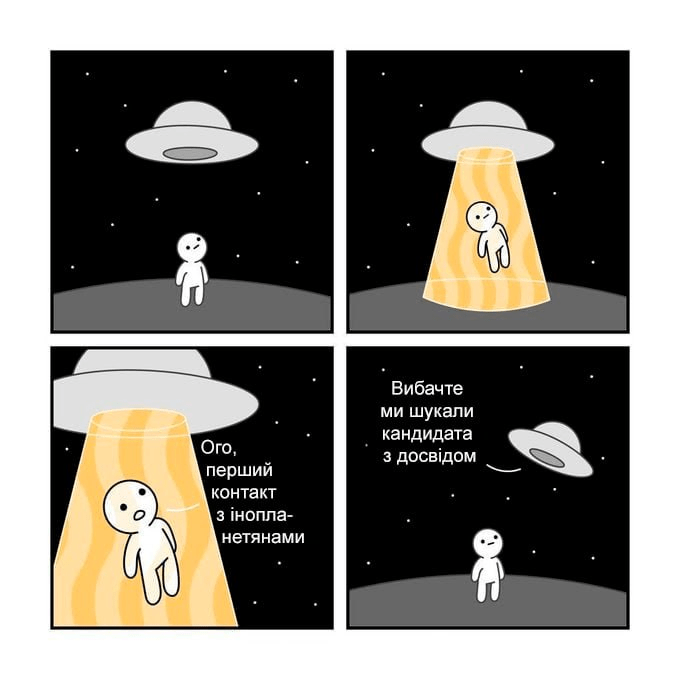 Ого,
перший
контакт
з інопла-
нетянами
Вибачте
ми шукали
кандидата
з досвідом